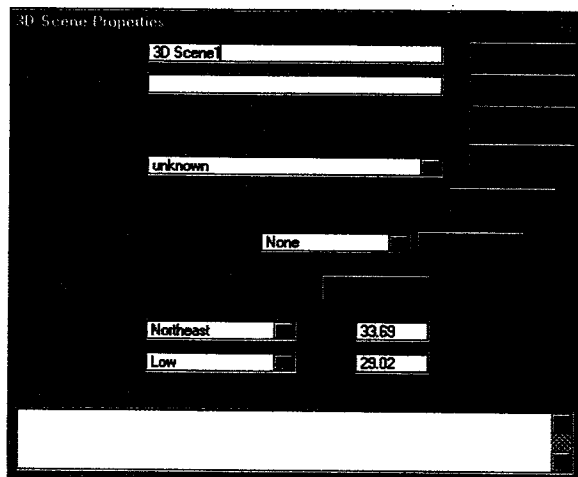 3D Scene Properties
3D Scene1
unknown
None
Northeast 33.69
Low 29.02